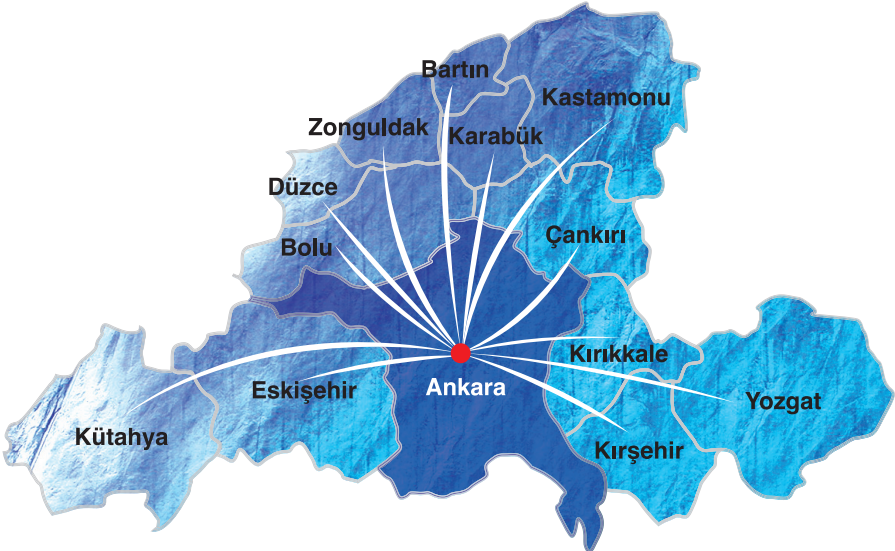 Bartın
Kastamonu
Zonguldak
Karabük
Düzce
Bolu
Çankırı
Kırıkkale
Eskişehir
Ankara
Yozgat
Kütahya
Kırşehir